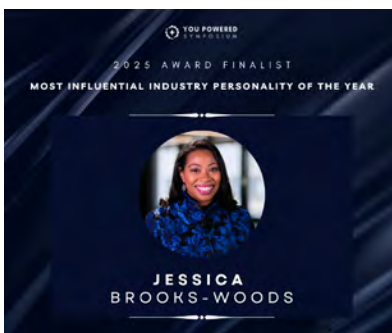 YOU POWERED
SYMPOSIUM
2025 AWARD FINALIST
MOST INFLUENTIAL INDUSTRY PERSONALITY OF THE YEAR
JESSICA
BROOKS-WOODS